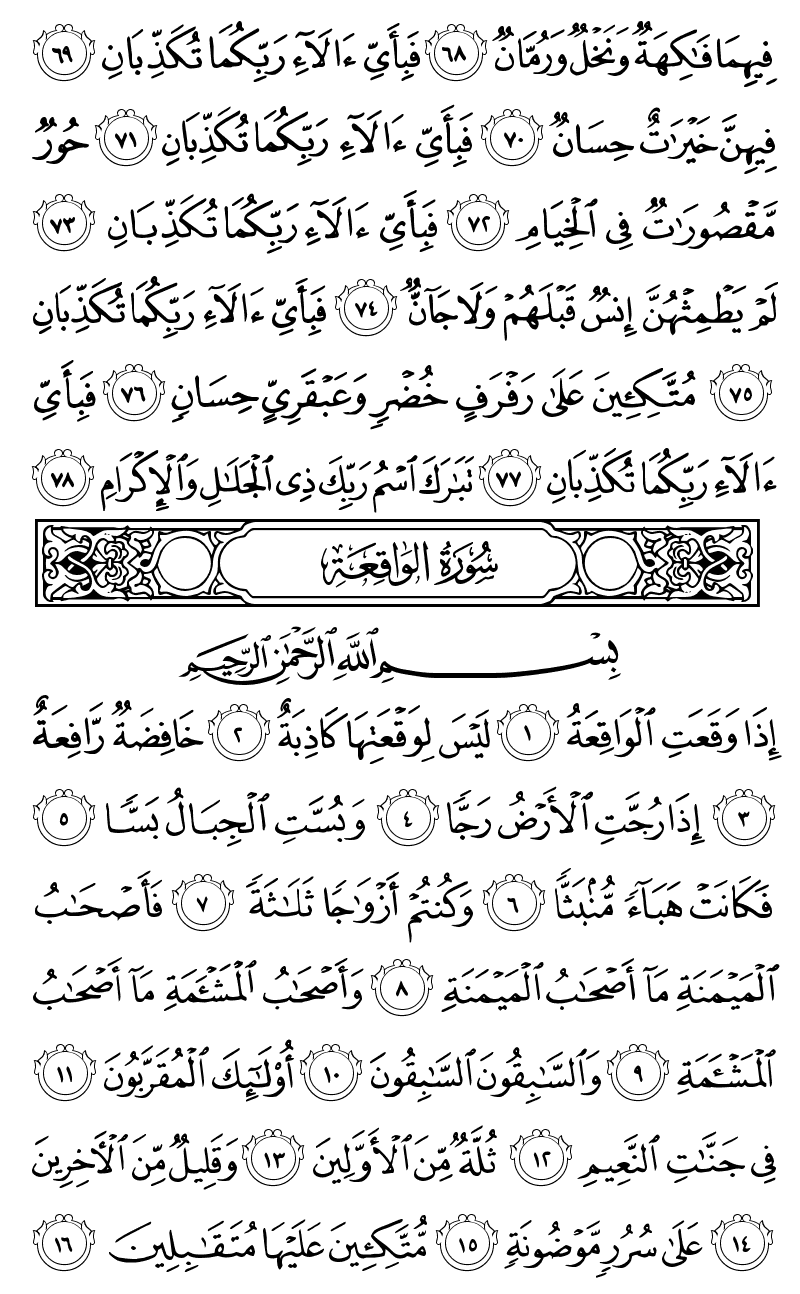 فِيهِمَا فَـٰكِهَةٌ وَنَخْلٌ وَرُمَّانٌ ٦٨ فَبِأَىِّ ءَالَآءِ رَبِّكُمَا تُكَذِّبَانِ ٦٩
فِيهِنَّ خَيْرَٰتٌ حِسَانٌ ٧٠ فَبِأَىِّ ءَالَآءِ رَبِّكُمَا تُكَذِّبَانِ ٧١ حُورٌ
مَّقْصُورَٰتٌ فِى ٱلْخِيَامِ ٧٢ فَبِأَىِّ ءَالَآءِ رَبِّكُمَا تُكَذِّبَانِ ٧٣
لَمْ يَطْمِثْهُنَّ إِنسٌ قَبْلَهُمْ وَلَا جَآنٌّ ٧٤ فَبِأَىِّ ءَالَآءِ رَبِّكُمَا تُكَذِّبَانِ
٧٥ مُتَّكِـِٔينَ عَلَىٰ رَفْرَفٍ خُضْرٍ وَعَبْقَرِىٍّ حِسَانٍ ٧٦ فَبِأَىِّ
ءَالَآءِ رَبِّكُمَا تُكَذِّبَانِ ٧٧ تَبَـٰرَكَ ٱسْمُ رَبِّكَ ذِى ٱلْجَلَـٰلِ وَٱلْإِكْرَامِ ٧٨
سُورَةُ الوَاقِعَةِ
بِسْمِ ٱللَّهِ ٱلرَّحْمَـٰنِ ٱلرَّحِيمِ
إِذَا وَقَعَتِ ٱلْوَاقِعَةُ ١ لَيْسَ لِوَقْعَتِهَا كَاذِبَةٌ ٢ خَافِضَةٌ رَّافِعَةٌ
٣ إِذَا رُجَّتِ ٱلْأَرْضُ رَجًّا ٤ وَبُسَّتِ ٱلْجِبَالُ بَسًّا ٥
فَكَانَتْ هَبَآءً مُّنۢبَثًّا ٦ وَكُنتُمْ أَزْوَٰجًا ثَلَـٰثَةً ٧ فَأَصْحَـٰبُ
ٱلْمَيْمَنَةِ مَآ أَصْحَـٰبُ ٱلْمَيْمَنَةِ ٨ وَأَصْحَـٰبُ ٱلْمَشْـَٔمَةِ مَآ أَصْحَـٰبُ
ٱلْمَشْـَٔمَةِ ٩ وَٱلسَّـٰبِقُونَ ٱلسَّـٰبِقُونَ ١٠ أُو۟لَـٰٓئِكَ ٱلْمُقَرَّبُونَ ١١
فِى جَنَّـٰتِ ٱلنَّعِيمِ ١٢ ثُلَّةٌ مِّنَ ٱلْأَوَّلِينَ ١٣ وَقَلِيلٌ مِّنَ ٱلْـَٔاخِرِينَ
١٤ عَلَىٰ سُرُرٍ مَّوْضُونَةٍ ١٥ مُّتَّكِـِٔينَ عَلَيْهَا مُتَقَـٰبِلِينَ ١٦